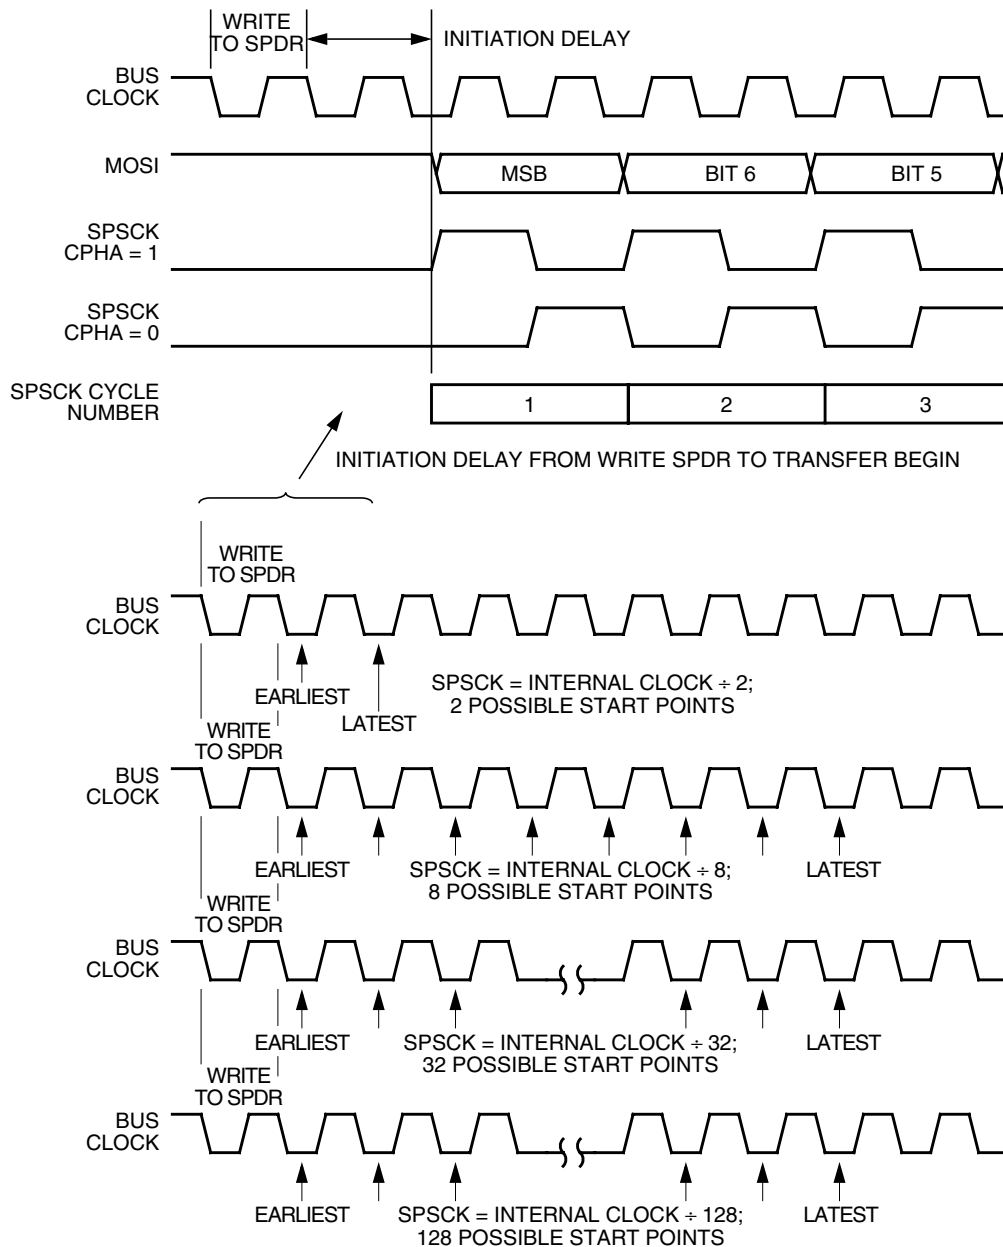 WRITE
TO SPDR
INITIATION DELAY
BUS
CLOCK
MOSI
MSB
BIT 6
BIT 5
SPSCK
CPHA = 1
SPSCK
CPHA = 0
SPSCK CYCLE
NUMBER
1
2
3
INITIATION DELAY FROM WRITE SPDR TO TRANSFER BEGIN
WRITE
TO SPDR
BUS
CLOCK
EARLIEST
LATEST
SPSCK = INTERNAL CLOCK ÷ 2;
2 POSSIBLE START POINTS
WRITE
TO SPDR
BUS
CLOCK
EARLIEST
SPSCK = INTERNAL CLOCK ÷ 8;
8 POSSIBLE START POINTS
LATEST
WRITE
TO SPDR
BUS
CLOCK
EARLIEST
SPSCK = INTERNAL CLOCK ÷ 32;
32 POSSIBLE START POINTS
LATEST
WRITE
TO SPDR
BUS
CLOCK
EARLIEST
SPSCK = INTERNAL CLOCK ÷ 128;
128 POSSIBLE START POINTS
LATEST